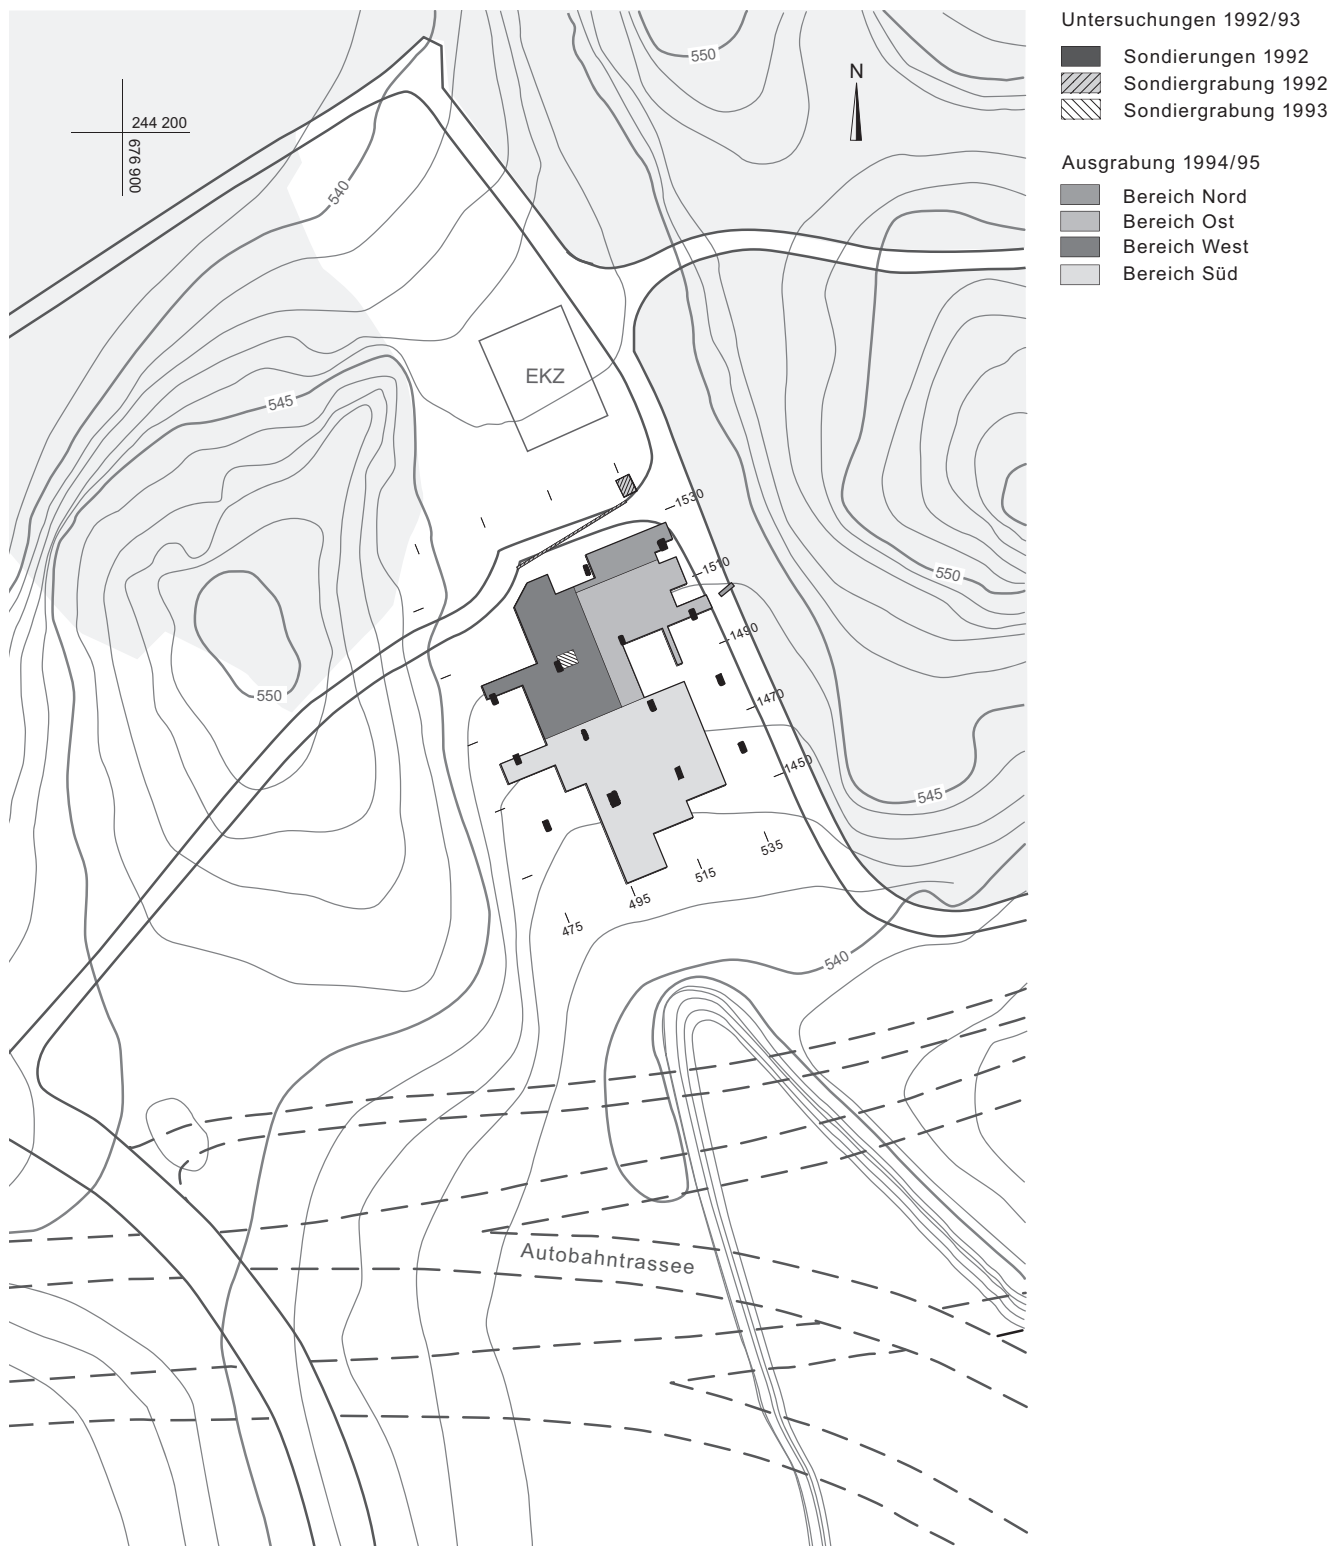 Untersuchungen 1992/93
Sondierungen 1992
Sondiergrabung 1992
Sondiergrabung 1993
Ausgrabung 1994/95
Bereich Nord
Bereich Ost
Bereich West
Bereich Süd
550
N
244 200
676 900
540
EKZ
545
1530
1510
550
1490
550
1470
1450
545
535
515
495
475
540
Autobahntrassee